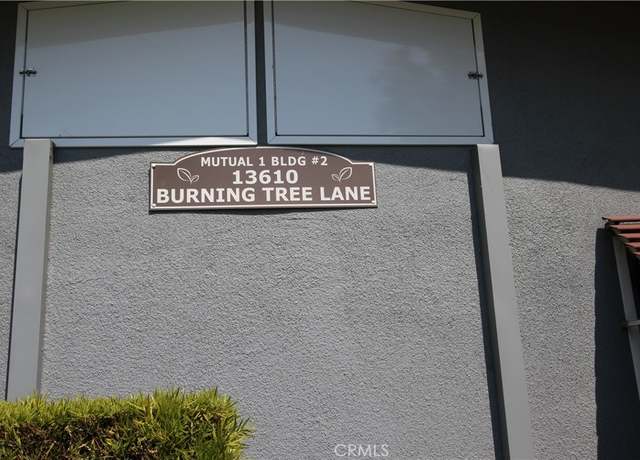 MUTUAL 1 BLDG #2
13610
BURNING TREE LANE
CRMLS